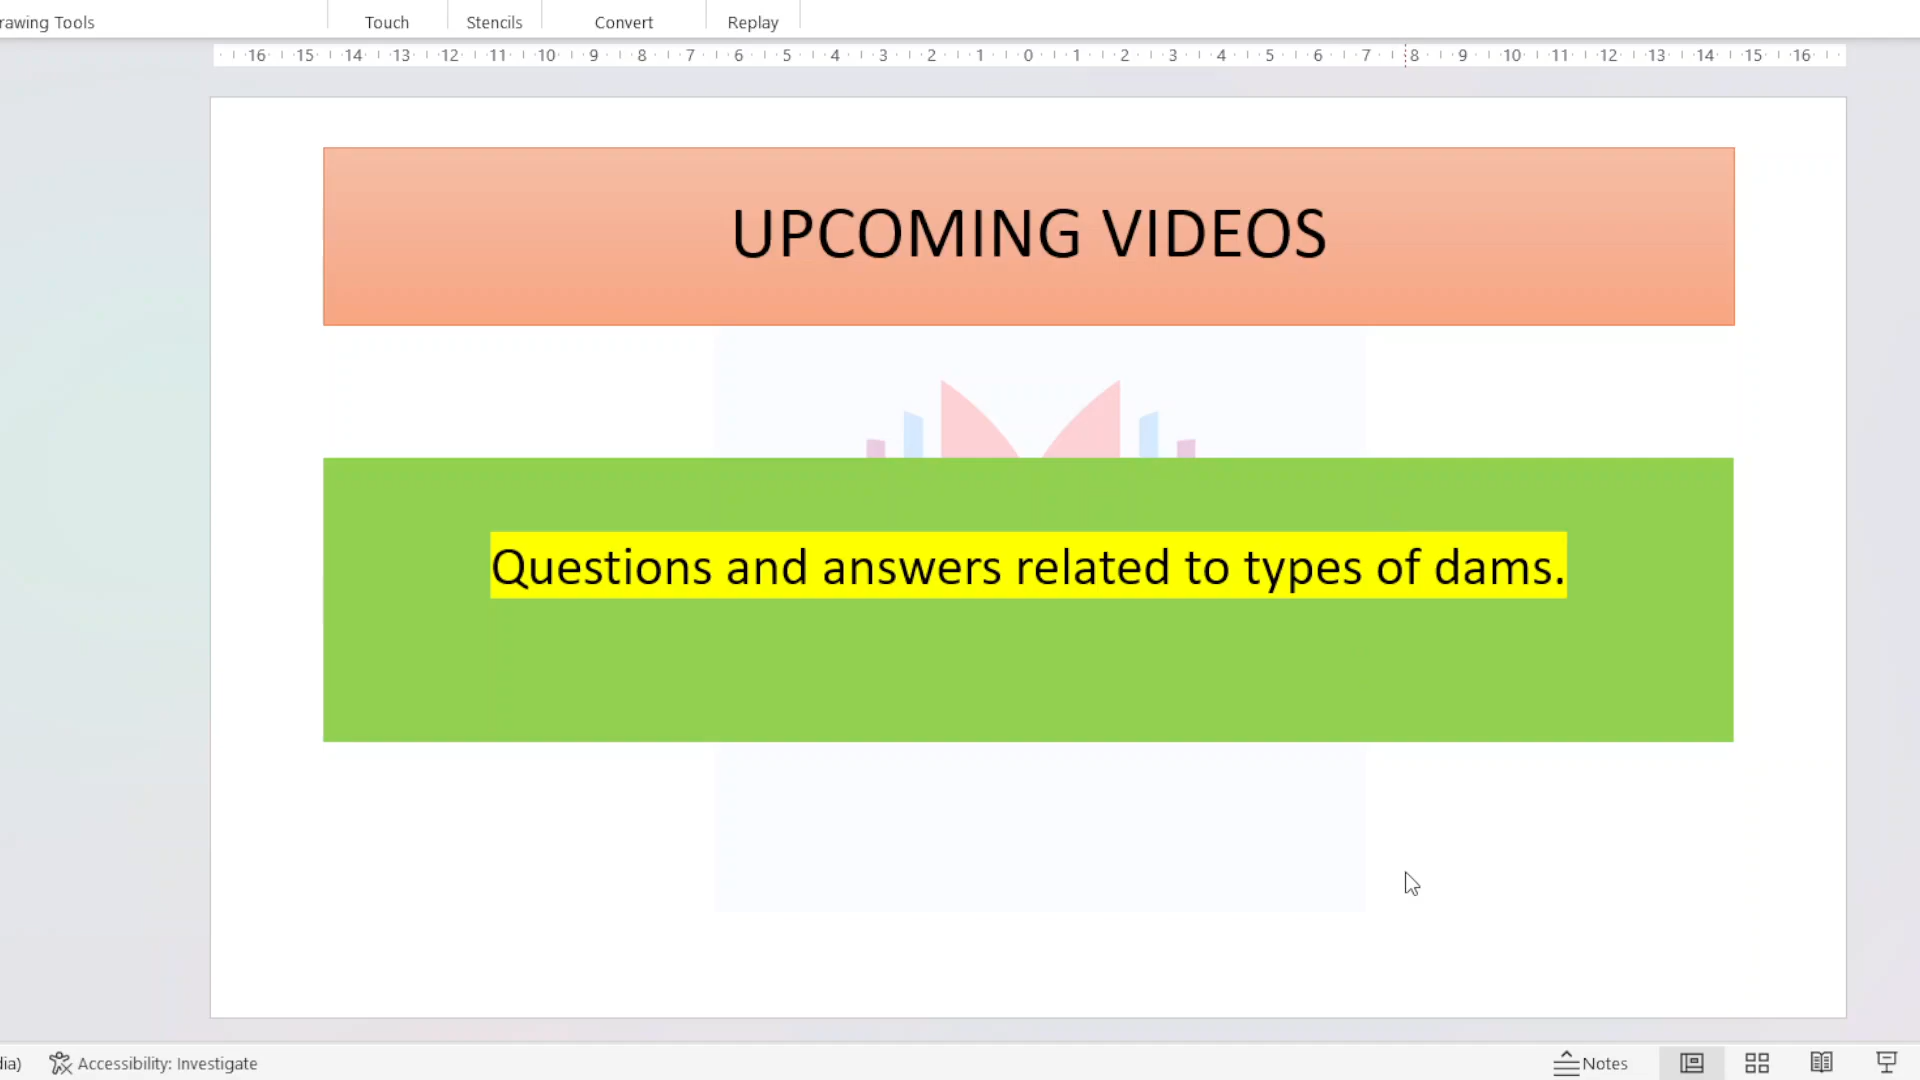 rawing Tools Touch Stencils Convert Replay
16 15 14 13 12 11 10 9 8 7 6 5 4 3 2 1 0 1 2 3 4 5 6 7 8 9 10 11 12 13 14 15 16
UPCOMING VIDEOS
Questions and answers related to types of dams.
dia) Accessibility: Investigate Notes